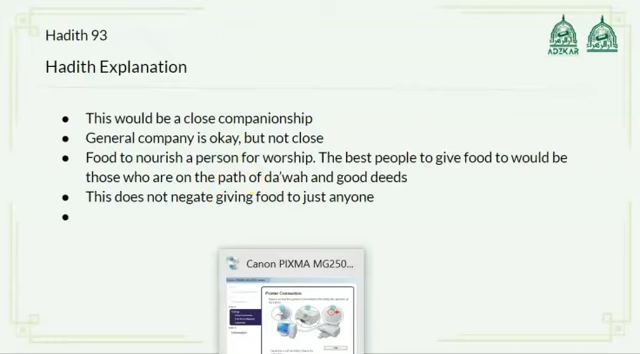 Hadith 93
ADZKAR
Hadith Explanation
● This would be a close companionship
● General company is okay, but not close
● Food to nourish a person for worship. The best people to give food to would be
those who are on the path of da'wah and good deeds
● This does not negate giving food to just anyone
●
Canon PIXMA MG250...
Printer Connection